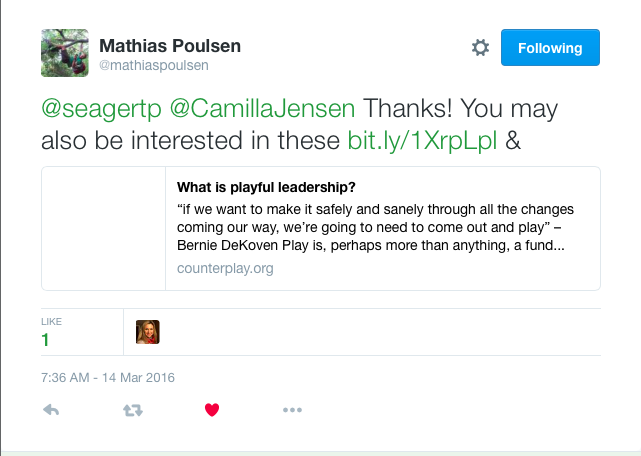 Mathias Poulsen
@mathiaspoulsen
Following
@seagertp @CamillaJensen Thanks! You may
also be interested in these bit.ly/1XrpLpl &
What is playful leadership?
“if we want to make it safely and sanely through all the changes
coming our way, we’re going to need to come out and play” –
Bernie DeKoven Play is, perhaps more than anything, a fund...
counterplay.org
LIKE
1
7:36 AM - 14 Mar 2016